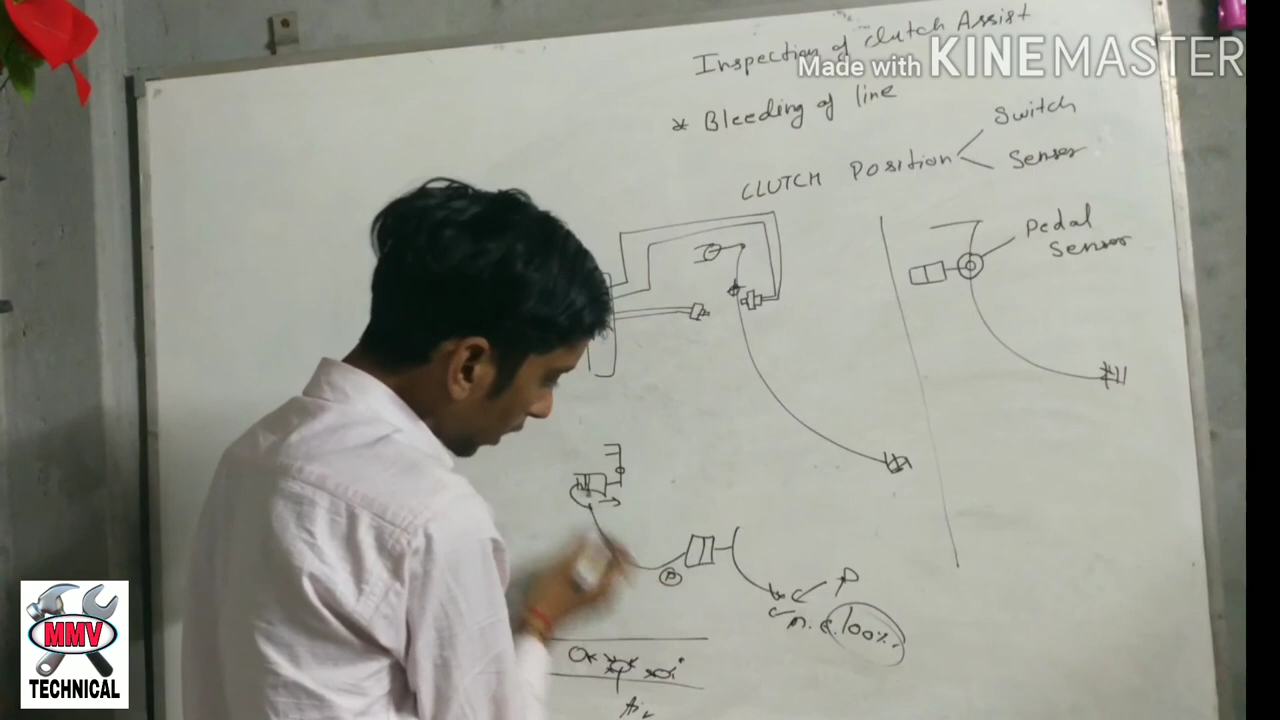 Inspection of clutch Assist
Made with KINEMASTER
* Bleeding of line
CLUTCH Position
Switch
Sensor
Pedal
Sensor
P
P
100%
Air
MMV
TECHNICAL